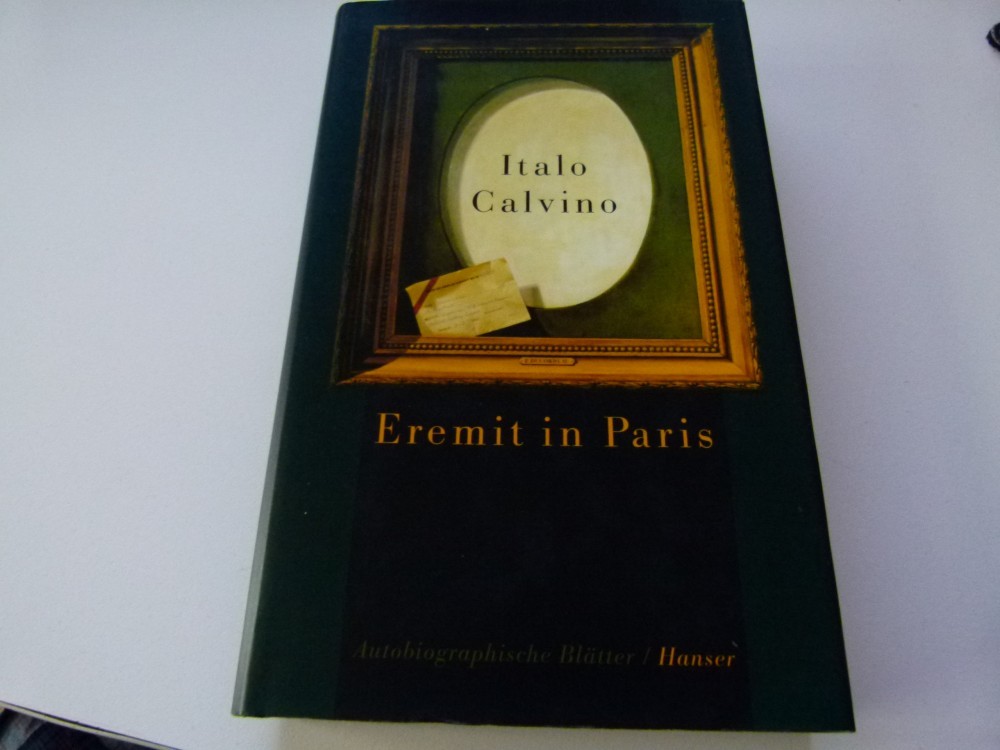 Italo
Calvino
Eremit in Paris
Autobiographische Blätter / Hanser